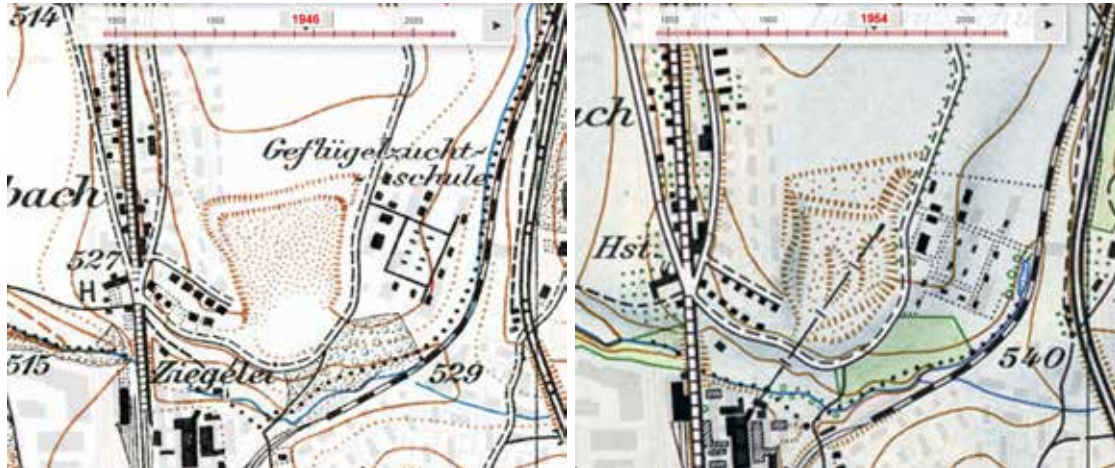 1850
1900
1946
2000
514
Geflügelzucht-
schule
bach
527
H
515
Ziegelei
529
1850
1900
1954
2000
ach
Hst.
540